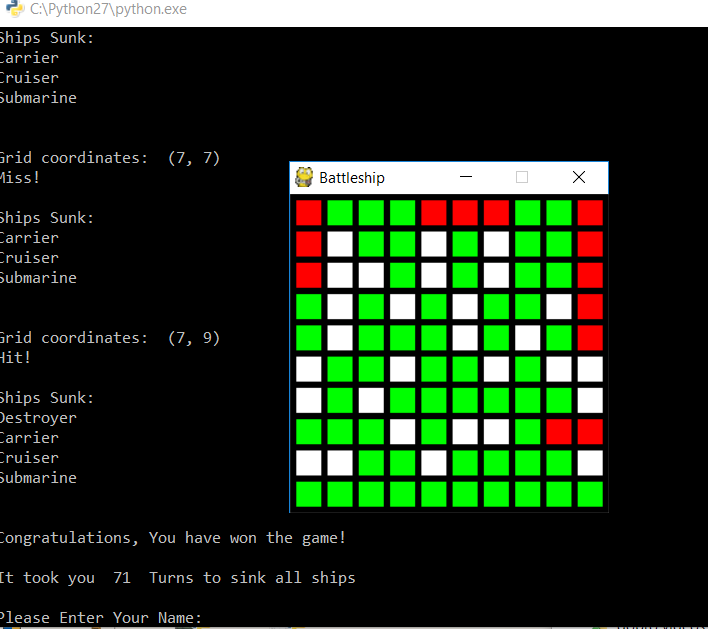 C:\Python27\python.exe
Ships Sunk:
Carrier
Cruiser
Submarine
Grid coordinates:  (7, 7)
Miss!
Ships Sunk:
Carrier
Cruiser
Submarine
Grid coordinates:  (7, 9)
Hit!
Ships Sunk:
Destroyer
Carrier
Cruiser
Submarine
Congratulations, You have won the game!
It took you  71  Turns to sink all ships
Please Enter Your Name:
Battleship